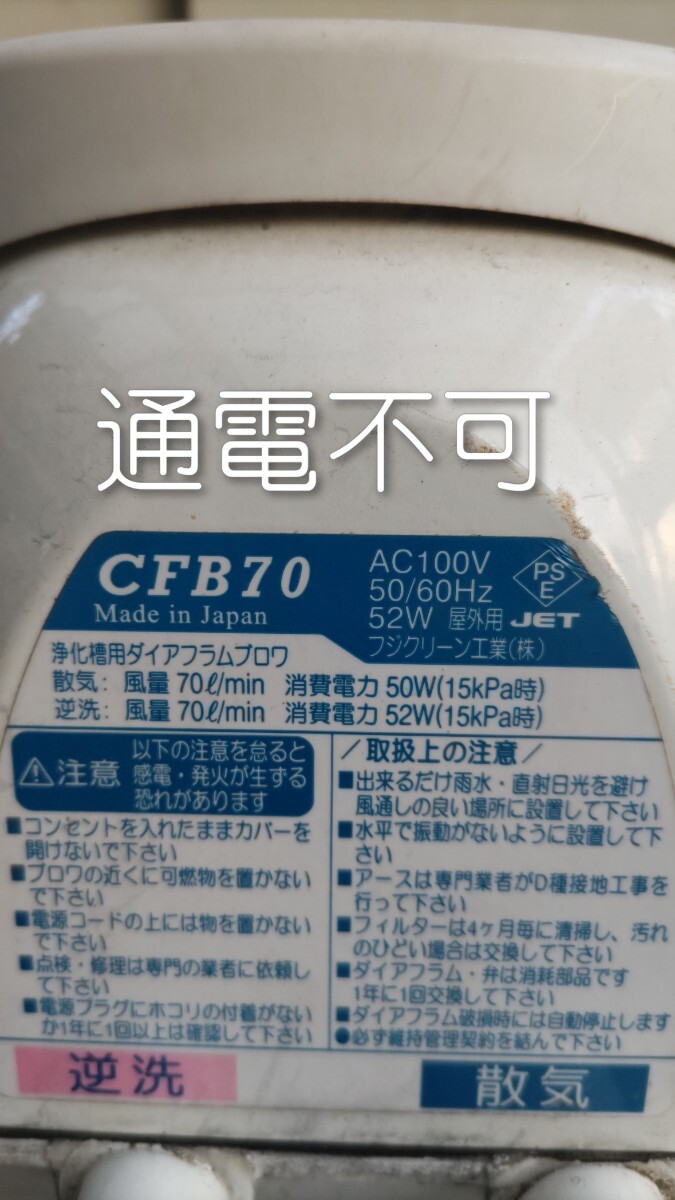 通電不可
CFB70
Made in Japan
AC100V
50/60Hz
52W 屋外用 JET
PS
E
フジクリーン工業(株)
浄化槽用ダイアフラムブロワ
散気:風量 70ℓ/min 消費電力 50W(15kPa時)
逆洗:風量 70ℓ/min 消費電力 52W(15kPa時)
注意
以下の注意を怠ると
感電・発火が生ずる
恐れがあります
■コンセントを入れたままカバーを
開けないで下さい
■ブロワの近くに可燃物を置かない
で下さい
■電源コードの上には物を置かない
で下さい
■点検・修理は専門の業者に依頼し
て下さい
■電源プラグにホコリの付着がない
か1年に1回以上は確認して下さい
/取扱上の注意/
■出来るだけ雨水・直射日光を避け
風通しの良い場所に設置して下さい
■水平で振動がないように設置して下
さい
■アースは専門業者がD種接地工事を
行って下さい
■フィルターは4ヶ月毎に清掃し、汚れ
のひどい場合は交換して下さい
■ダイアフラム・弁は消耗部品です
1年に1回交換して下さい
■ダイアフラム破損時には自動停止します
●必ず維持管理契約を結んで下さい
逆洗
散気